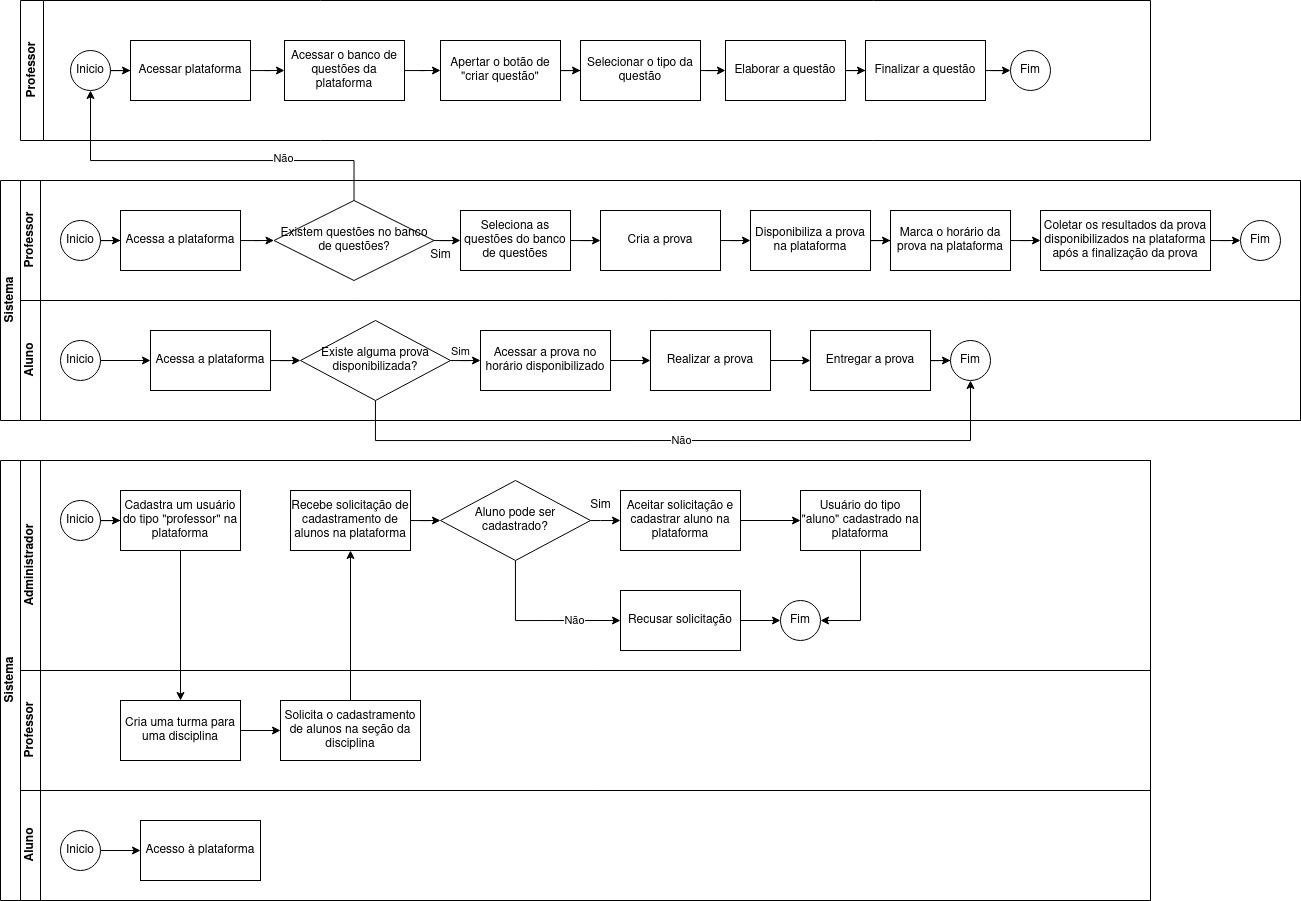 Professor
Inicio
Acessar plataforma
Acessar o banco de
questões da
plataforma
Apertar o botão de
"criar questão"
Selecionar o tipo da
questão
Elaborar a questão
Finalizar a questão
Fim
Não
Sistema
Professor
Inicio
Acessa a plataforma
Existem questões no banco
de questões?
Sim
Seleciona as
questões do banco
de questões
Cria a prova
Disponibiliza a prova
na plataforma
Marca o horário da
prova na plataforma
Coletar os resultados da prova
disponibilizados na plataforma
após a finalização da prova
Fim
Aluno
Inicio
Acessa a plataforma
Existe alguma prova
disponibilizada?
Sim
Acessar a prova no
horário disponibilizado
Realizar a prova
Entregar a prova
Fim
Não
Sistema
Administrador
Inicio
Cadastra um usuário
do tipo "professor" na
plataforma
Recebe solicitação de
cadastramento de
alunos na plataforma
Aluno pode ser
cadastrado?
Sim
Aceitar solicitação e
cadastrar aluno na
plataforma
Usuário do tipo
"aluno" cadastrado na
plataforma
Não
Recusar solicitação
Fim
Professor
Cria uma turma para
uma disciplina
Solicita o cadastramento
de alunos na seção da
disciplina
Aluno
Inicio
Acesso à plataforma